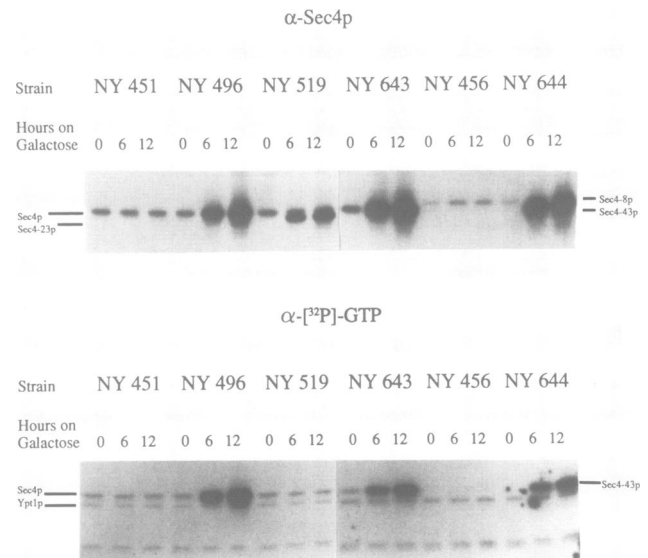 α-Sec4p
Strain NY 451 NY 496 NY 519 NY 643 NY 456 NY 644
Hours on
Galactose 0 6 12 0 6 12 0 6 12 0 6 12 0 6 12 0 6 12
Sec4p
Sec4-23p
Sec4-8p
Sec4-43p
α-[³²P]-GTP
Strain NY 451 NY 496 NY 519 NY 643 NY 456 NY 644
Hours on
Galactose 0 6 12 0 6 12 0 6 12 0 6 12 0 6 12 0 6 12
Sec4p
Ypt1p
Sec4-43p